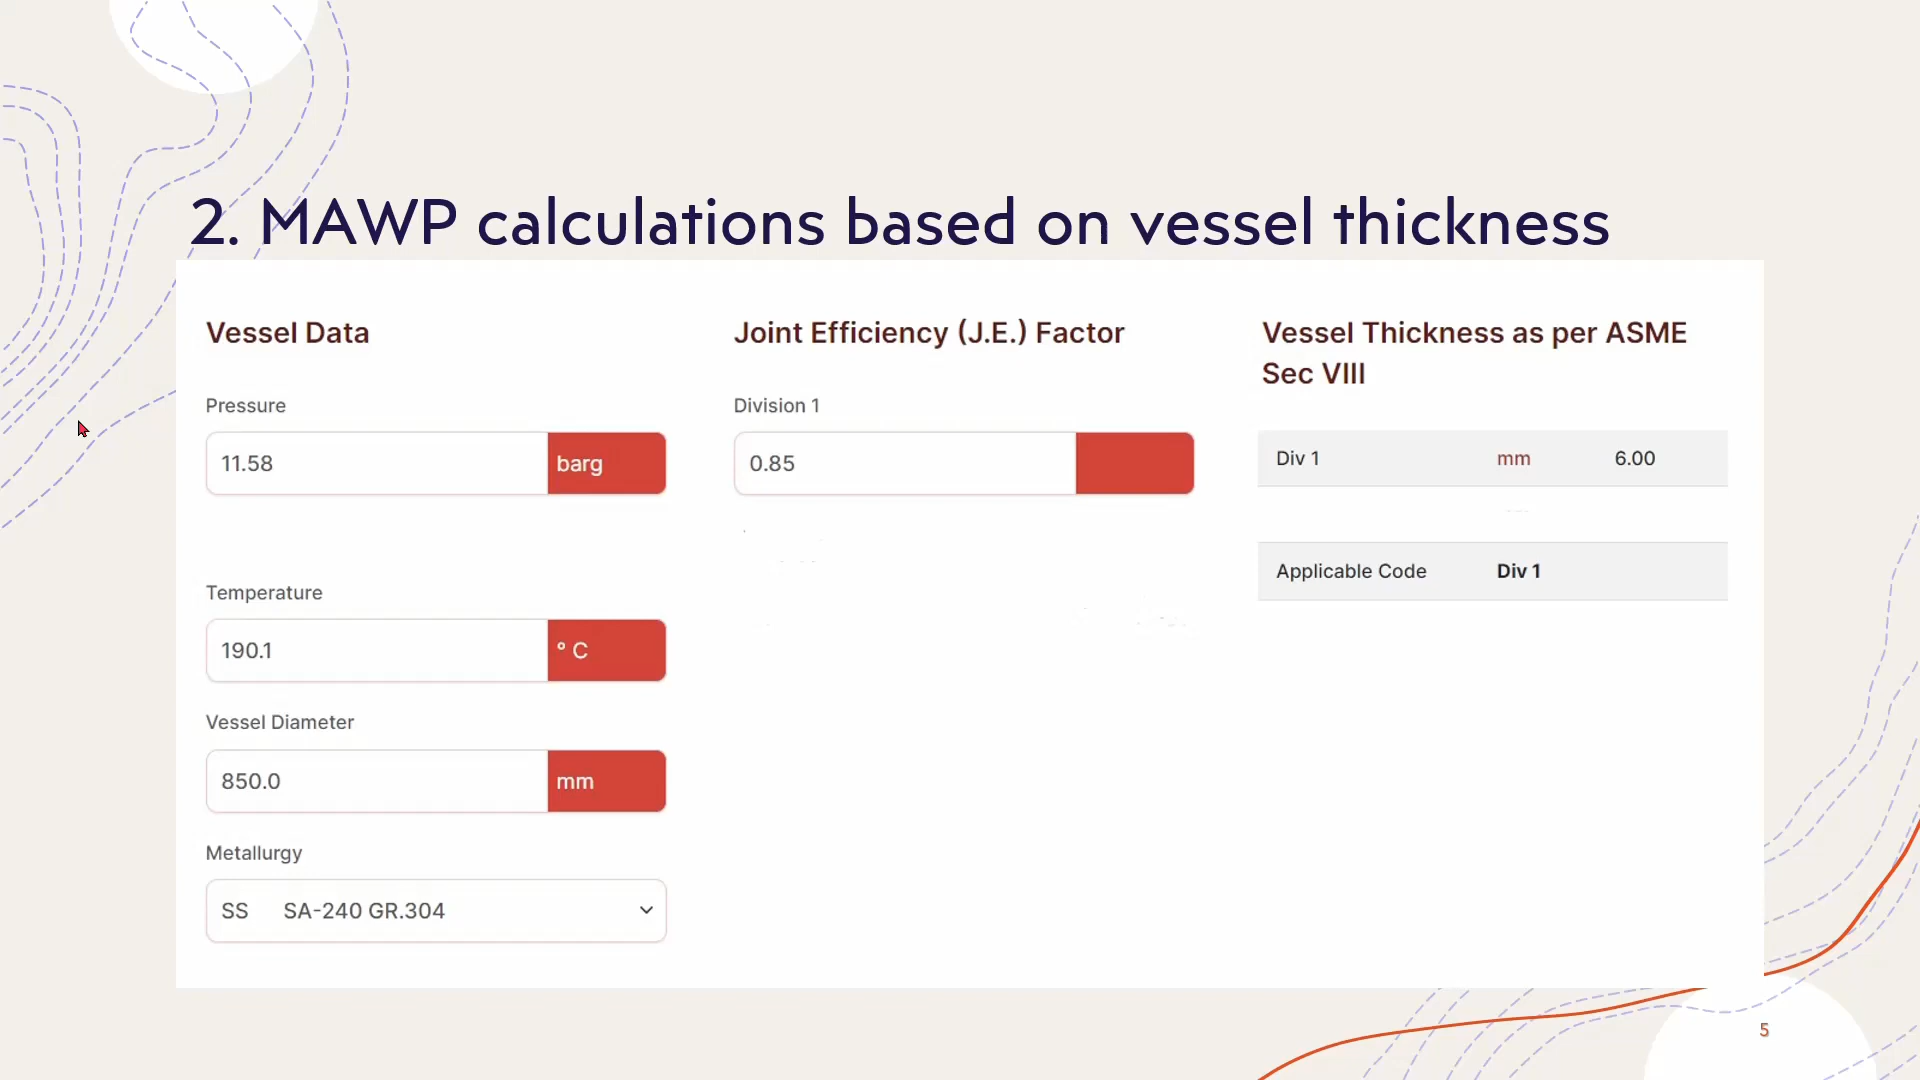 2. MAWP calculations based on vessel thickness
Vessel Data
Pressure
11.58 barg
Temperature
190.1 ° C
Vessel Diameter
850.0 mm
Metallurgy
SS SA-240 GR.304
Joint Efficiency (J.E.) Factor
Division 1
0.85
Vessel Thickness as per ASME
Sec VIII
Div 1 mm 6.00
Applicable Code Div 1
5